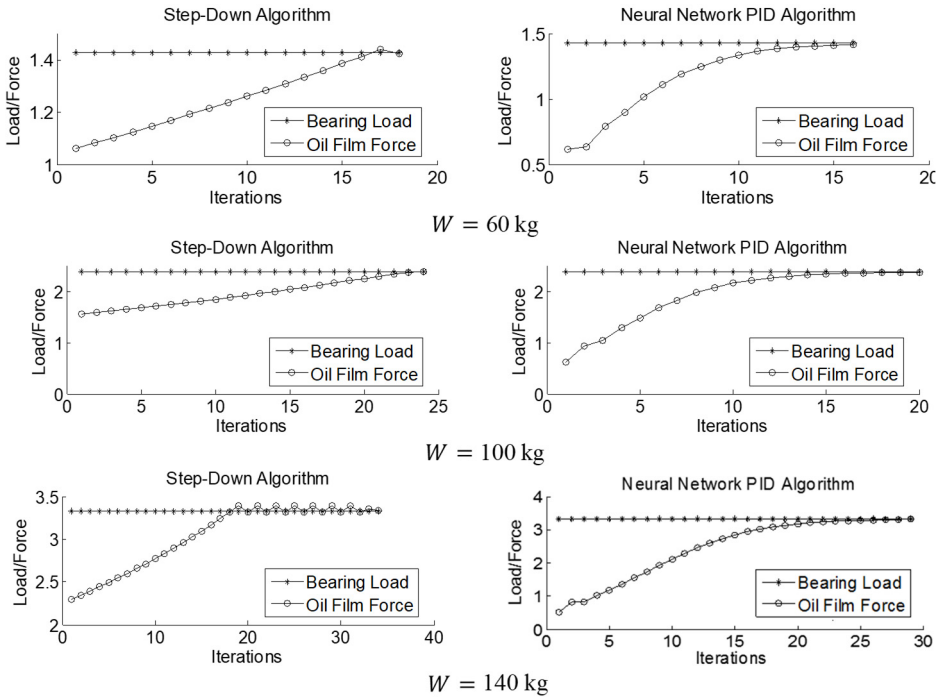 Step-Down Algorithm
Load/Force
1.4
1.2
1
0
5
10
15
20
Iterations
Bearing Load
Oil Film Force
Neural Network PID Algorithm
Load/Force
1.5
1
0.5
0
5
10
15
20
Iterations
Bearing Load
Oil Film Force
W = 60 kg
Step-Down Algorithm
Load/Force
2
1
0
0
5
10
15
20
25
Iterations
Bearing Load
Oil Film Force
Neural Network PID Algorithm
Load/Force
2
1
0
0
5
10
15
20
Iterations
Bearing Load
Oil Film Force
W = 100 kg
Step-Down Algorithm
Load/Force
3.5
3
2.5
2
0
10
20
30
40
Iterations
Bearing Load
Oil Film Force
Neural Network PID Algorithm
Load/Force
4
3
2
1
0
0
5
10
15
20
25
30
Iterations
Bearing Load
Oil Film Force
W = 140 kg